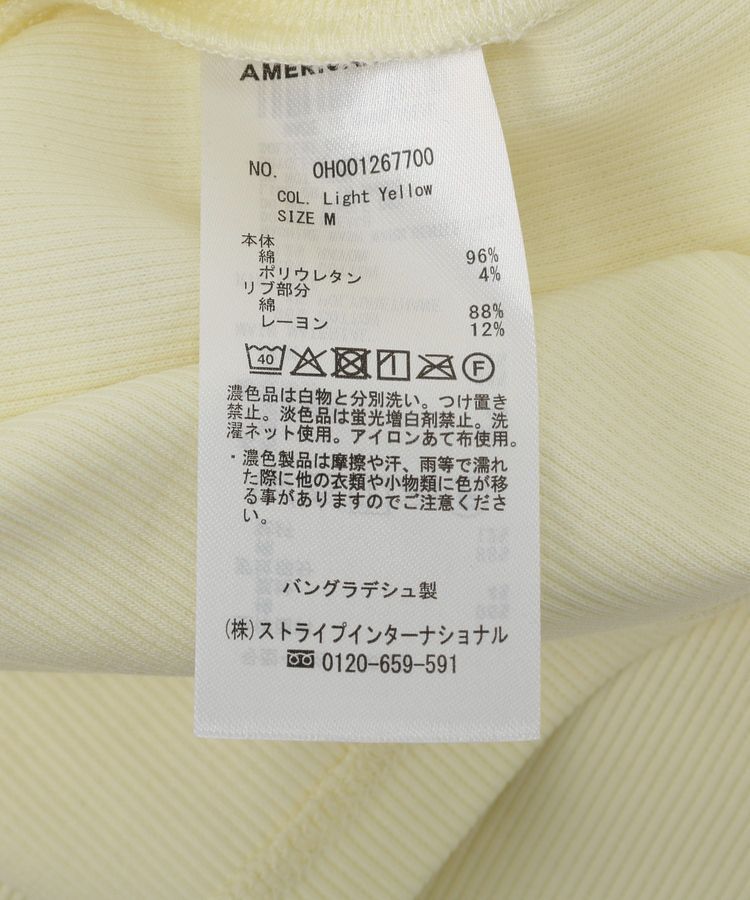 NO. 0H001267700
COL. Light Yellow
SIZE M
本体
綿 96%
ポリウレタン 4%
リブ部分
綿 88%
レーヨン 12%
40 F
濃色品は白物と分別洗い。つけ置き
禁止。淡色品は蛍光増白剤禁止。洗
濯ネット使用。アイロンあて布使用。
・濃色製品は摩擦や汗、雨等で濡れ
た際に他の衣類や小物類に色が移
る事がありますのでご注意くださ
い。
バングラデシュ製
(株)ストライプインターナショナル
0120-659-591